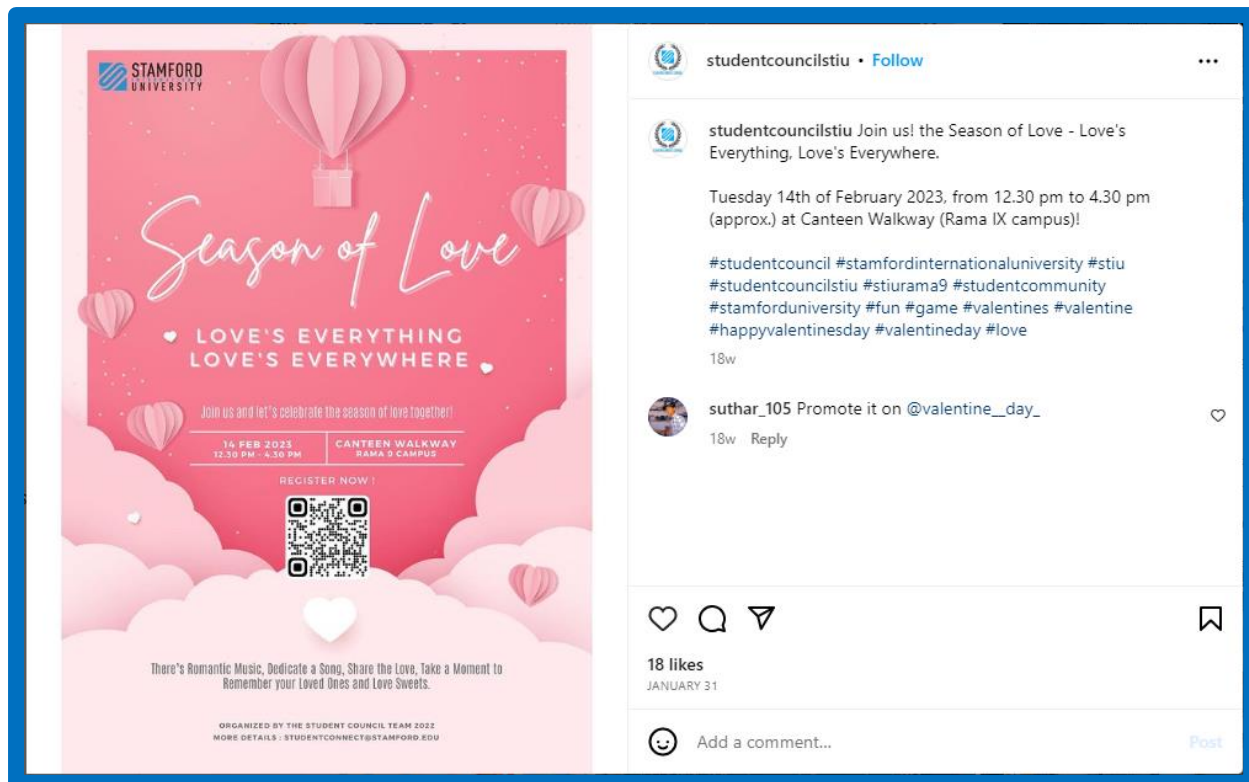 STAMFORD
UNIVERSITY
Season of Love
LOVE'S EVERYTHING
LOVE'S EVERYWHERE
Join us and let's celebrate the season of love together!
14 FEB 2023
12.30 PM - 4.30 PM
CANTEEN WALKWAY
RAMA 9 CAMPUS
REGISTER NOW !
There's Romantic Music, Dedicate a Song, Share the Love, Take a Moment to
Remember your Loved Ones and Love Sweets.
ORGANIZED BY THE STUDENT COUNCIL TEAM 2022
MORE DETAILS : STUDENTCONNECT@STAMFORD.EDU
studentcouncilstiu • Follow
studentcouncilstiu Join us! the Season of Love - Love's
Everything, Love's Everywhere.
Tuesday 14th of February 2023, from 12.30 pm to 4.30 pm
(approx.) at Canteen Walkway (Rama IX campus)!
#studentcouncil #stamfordinternationaluniversity #stiu
#studentcouncilstiu #stiurama9 #studentcommunity
#stamforduniversity #fun #game #valentines #valentine
#happyvalentinesday #valentineday #love
18w
suthar_105 Promote it on @valentine__day_
18w Reply
18 likes
JANUARY 31
Add a comment...
Post